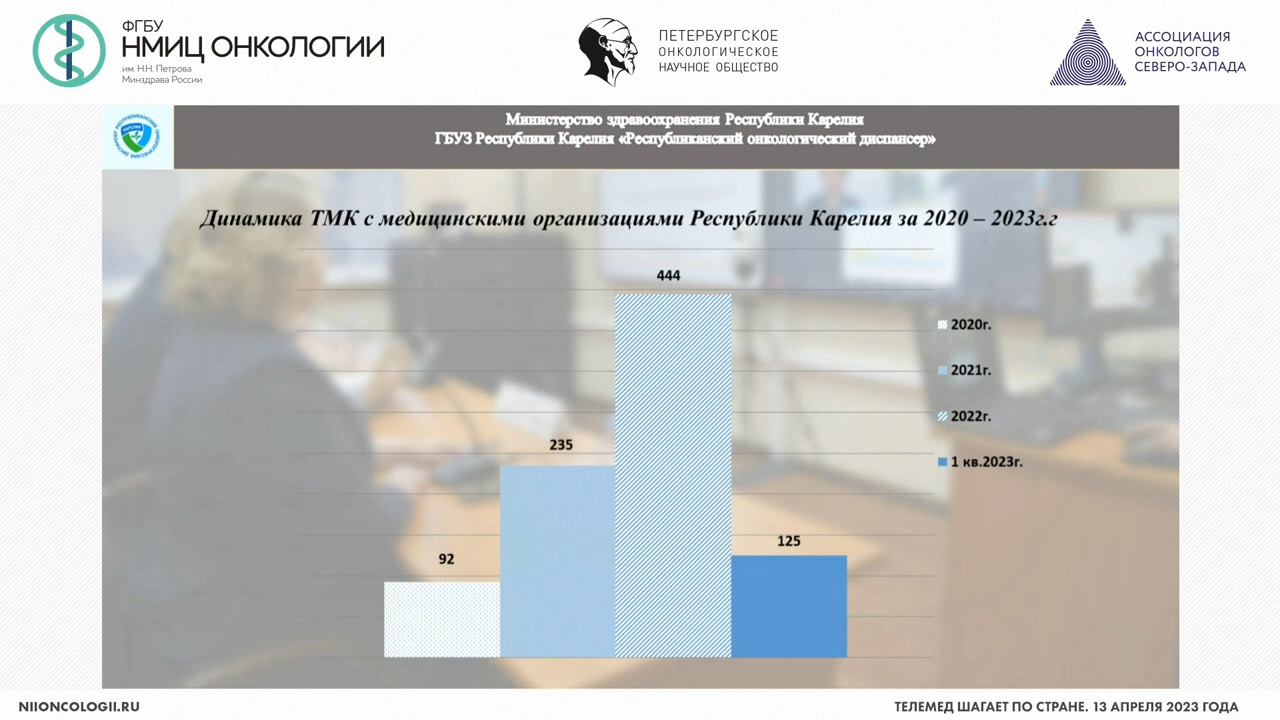 ФГБУ
НМИЦ ОНКОЛОГИИ
им. Н.Н. Петрова
Минздрава России
ПЕТЕРБУРГСКОЕ
ОНКОЛОГИЧЕСКОЕ
НАУЧНОЕ ОБЩЕСТВО
АССОЦИАЦИЯ
ОНКОЛОГОВ
СЕВЕРО-ЗАПАДА
Министерство здравоохранения Республики Карелия
ГБУЗ Республики Карелия «Республиканский онкологический диспансер»
Динамика ТМК с медицинскими организациями Республики Карелия за 2020 – 2023г.г
444
235
92
125
2020г.
2021г.
2022г.
1 кв.2023г.
NIIONCOLOGII.RU
ТЕЛЕМЕД ШАГАЕТ ПО СТРАНЕ. 13 АПРЕЛЯ 2023 ГОДА